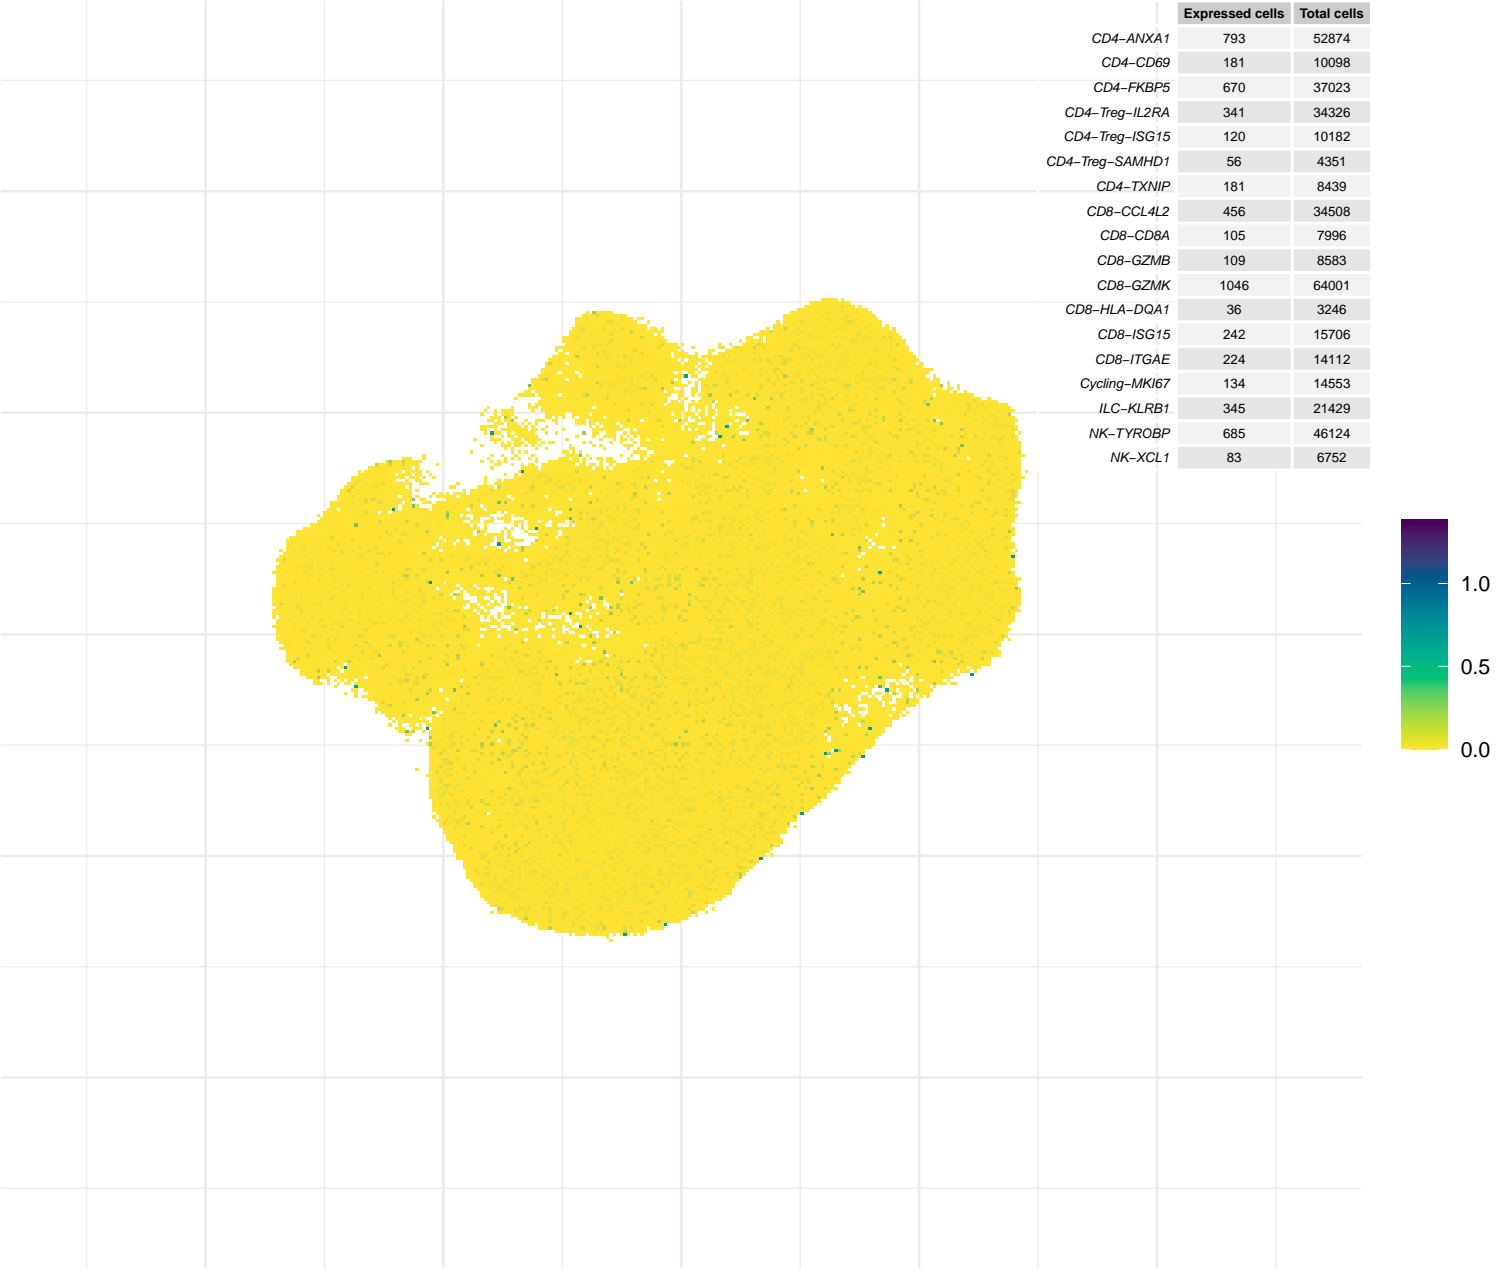 Expressed cells Total cells
CD4−ANXA1 793 52874
CD4−CD69 181 10098
CD4−FKBP5 670 37023
CD4−Treg−IL2RA 341 34326
CD4−Treg−ISG15 120 10182
CD4−Treg−SAMHD1 56 4351
CD4−TXNIP 181 8439
CD8−CCL4L2 456 34508
CD8−CD8A 105 7996
CD8−GZMB 109 8583
CD8−GZMK 1046 64001
CD8−HLA−DQA1 36 3246
CD8−ISG15 242 15706
CD8−ITGAE 224 14112
Cycling−MKI67 134 14553
ILC−KLRB1 345 21429
NK−TYROBP 685 46124
NK−XCL1 83 6752
1.0
0.5
0.0